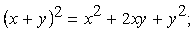 (x + y)² = x² + 2xy + y²;